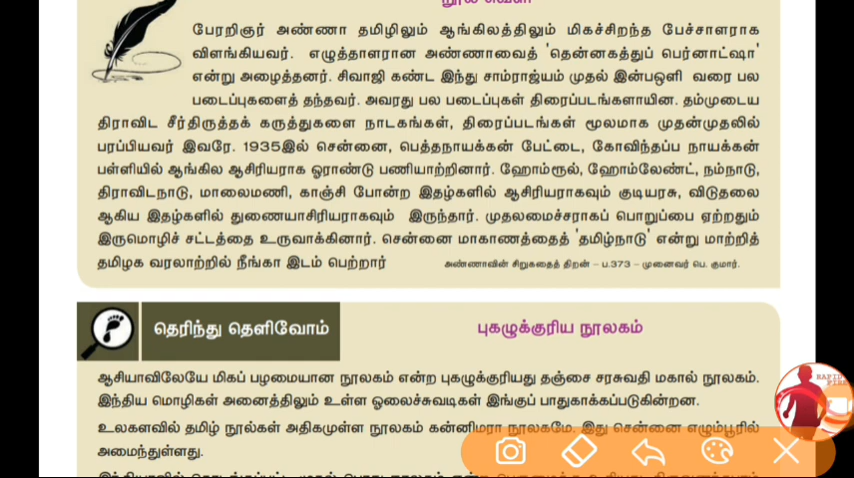 நூல் வெளி
பேரறிஞர் அண்ணா தமிழிலும் ஆங்கிலத்திலும் மிகச்சிறந்த பேச்சாளராக
விளங்கியவர். எழுத்தாளரான அண்ணாவைத் 'தென்னகத்துப் பெர்னாட்ஷா'
என்று அழைத்தனர். சிவாஜி கண்ட இந்து சாம்ராஜ்யம் முதல் இன்பஒளி வரை பல
படைப்புகளைத் தந்தவர். அவரது பல படைப்புகள் திரைப்படங்களாயின. தம்முடைய
திராவிட சீர்திருத்தக் கருத்துகளை நாடகங்கள், திரைப்படங்கள் மூலமாக முதன்முதலில்
பரப்பியவர் இவரே. 1935இல் சென்னை, பெத்தநாயக்கன் பேட்டை, கோவிந்தப்ப நாயக்கன்
பள்ளியில் ஆங்கில ஆசிரியராக ஓராண்டு பணியாற்றினார். ஹோம்ரூல், ஹோம்லேண்ட், நம்நாடு,
திராவிடநாடு, மாலைமணி, காஞ்சி போன்ற இதழ்களில் ஆசிரியராகவும் குடியரசு, விடுதலை
ஆகிய இதழ்களில் துணையாசிரியராகவும் இருந்தார். முதலமைச்சராகப் பொறுப்பை ஏற்றதும்
இருமொழிச் சட்டத்தை உருவாக்கினார். சென்னை மாகாணத்தைத் 'தமிழ்நாடு' என்று மாற்றித்
தமிழக வரலாற்றில் நீங்கா இடம் பெற்றார்
அண்ணாவின் சிறுகதைத் திறன் – ப.373 – முனைவர் பெ. குமார்.
தெரிந்து தெளிவோம்
புகழுக்குரிய நூலகம்
ஆசியாவிலேயே மிகப் பழமையான நூலகம் என்ற புகழுக்குரியது தஞ்சை சரசுவதி மகால் நூலகம்.
இந்திய மொழிகள் அனைத்திலும் உள்ள ஓலைச்சுவடிகள் இங்குப் பாதுகாக்கப்படுகின்றன.
உலகளவில் தமிழ் நூல்கள் அதிகமுள்ள நூலகம் கன்னிமரா நூலகமே. இது சென்னை எழும்பூரில்
அமைந்துள்ளது.